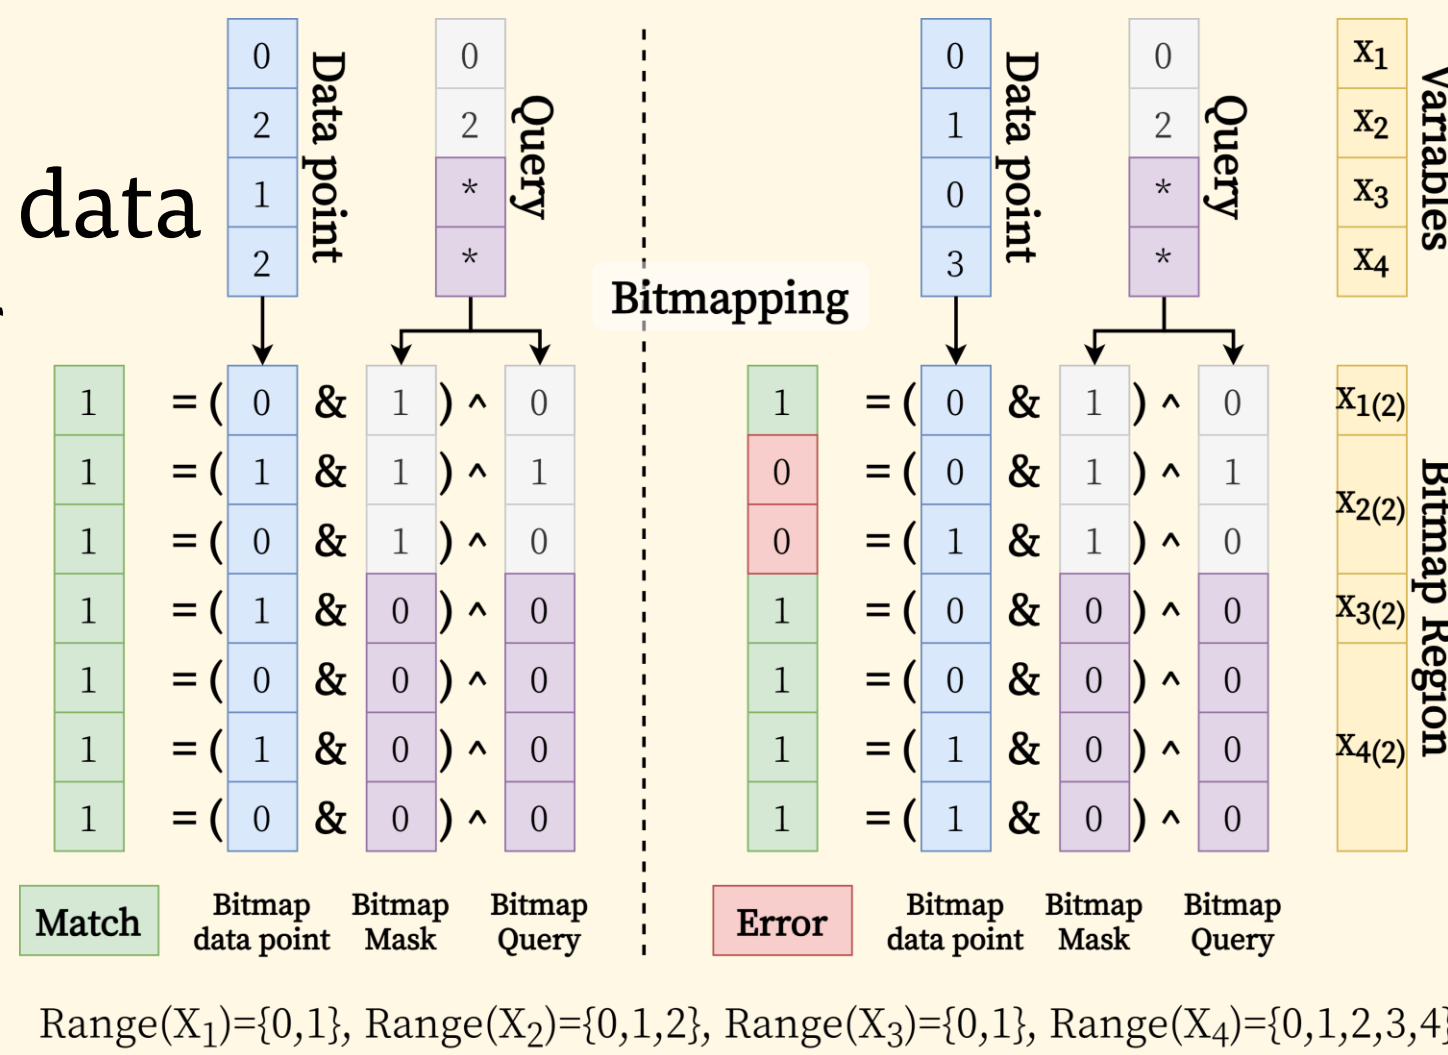 0 0 0 0 X1
2 Data point 2 Query 1 Data point 2 Query X2 Variables
data 1 * 0 * X3
2 * 3 * X4
Bitmapping
1 =( 0 & 1 ) ^ 0 1 =( 0 & 1 ) ^ 0 X1(2)
1 =( 1 & 1 ) ^ 1 0 =( 0 & 1 ) ^ 1
X2(2)
1 =( 0 & 1 ) ^ 0 0 =( 1 & 1 ) ^ 0
1 =( 1 & 0 ) ^ 0 1 =( 0 & 0 ) ^ 0 X3(2) Bitmap Region
1 =( 0 & 0 ) ^ 0 1 =( 0 & 0 ) ^ 0
1 =( 1 & 0 ) ^ 0 1 =( 1 & 0 ) ^ 0 X4(2)
1 =( 0 & 0 ) ^ 0 1 =( 1 & 0 ) ^ 0
Match Bitmap data point Bitmap Mask Bitmap Query Error Bitmap data point Bitmap Mask Bitmap Query
Range(X1)={0,1}, Range(X2)={0,1,2}, Range(X3)={0,1}, Range(X4)={0,1,2,3,4}